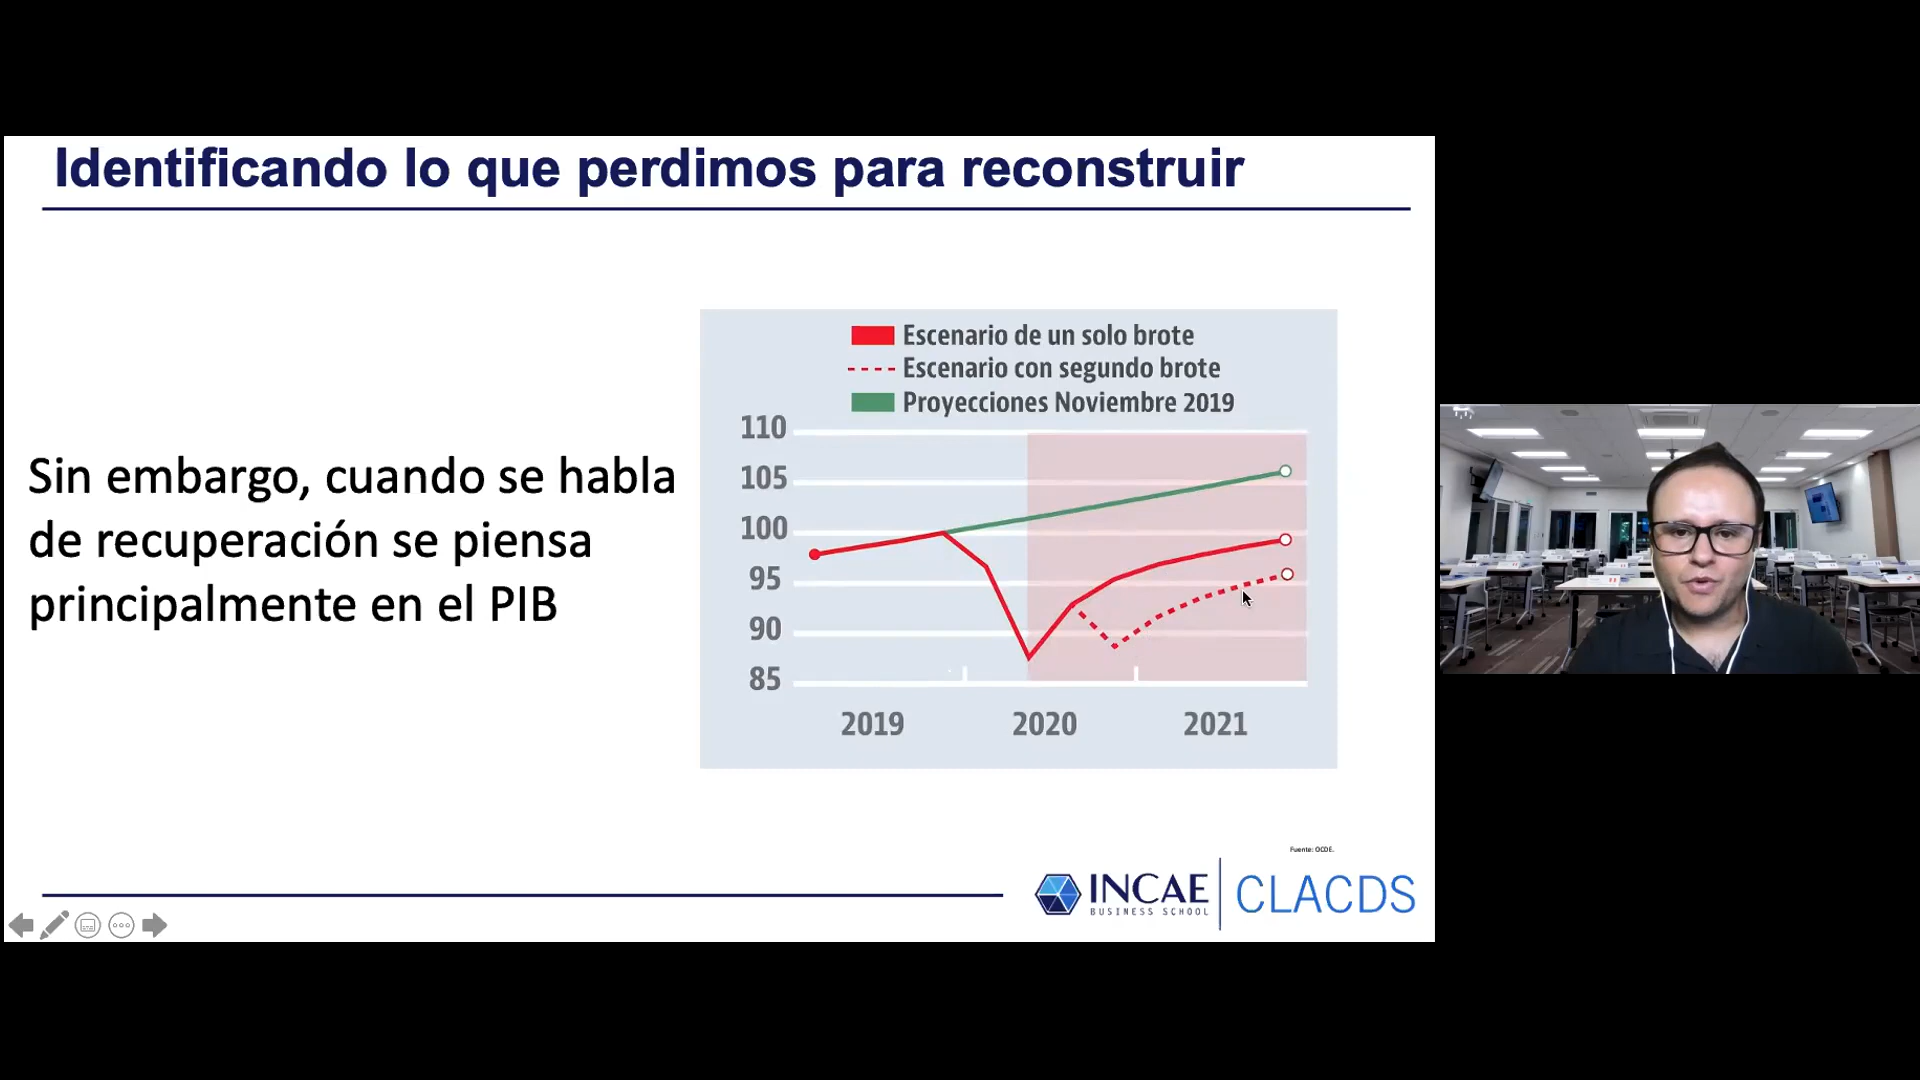 Identificando lo que perdimos para reconstruir
Sin embargo, cuando se habla
de recuperación se piensa
principalmente en el PIB
Escenario de un solo brote
Escenario con segundo brote
Proyecciones Noviembre 2019
110
105
100
95
90
85
2019
2020
2021
Fuente: OCDE.
INCAE
BUSINESS SCHOOL
CLACDS